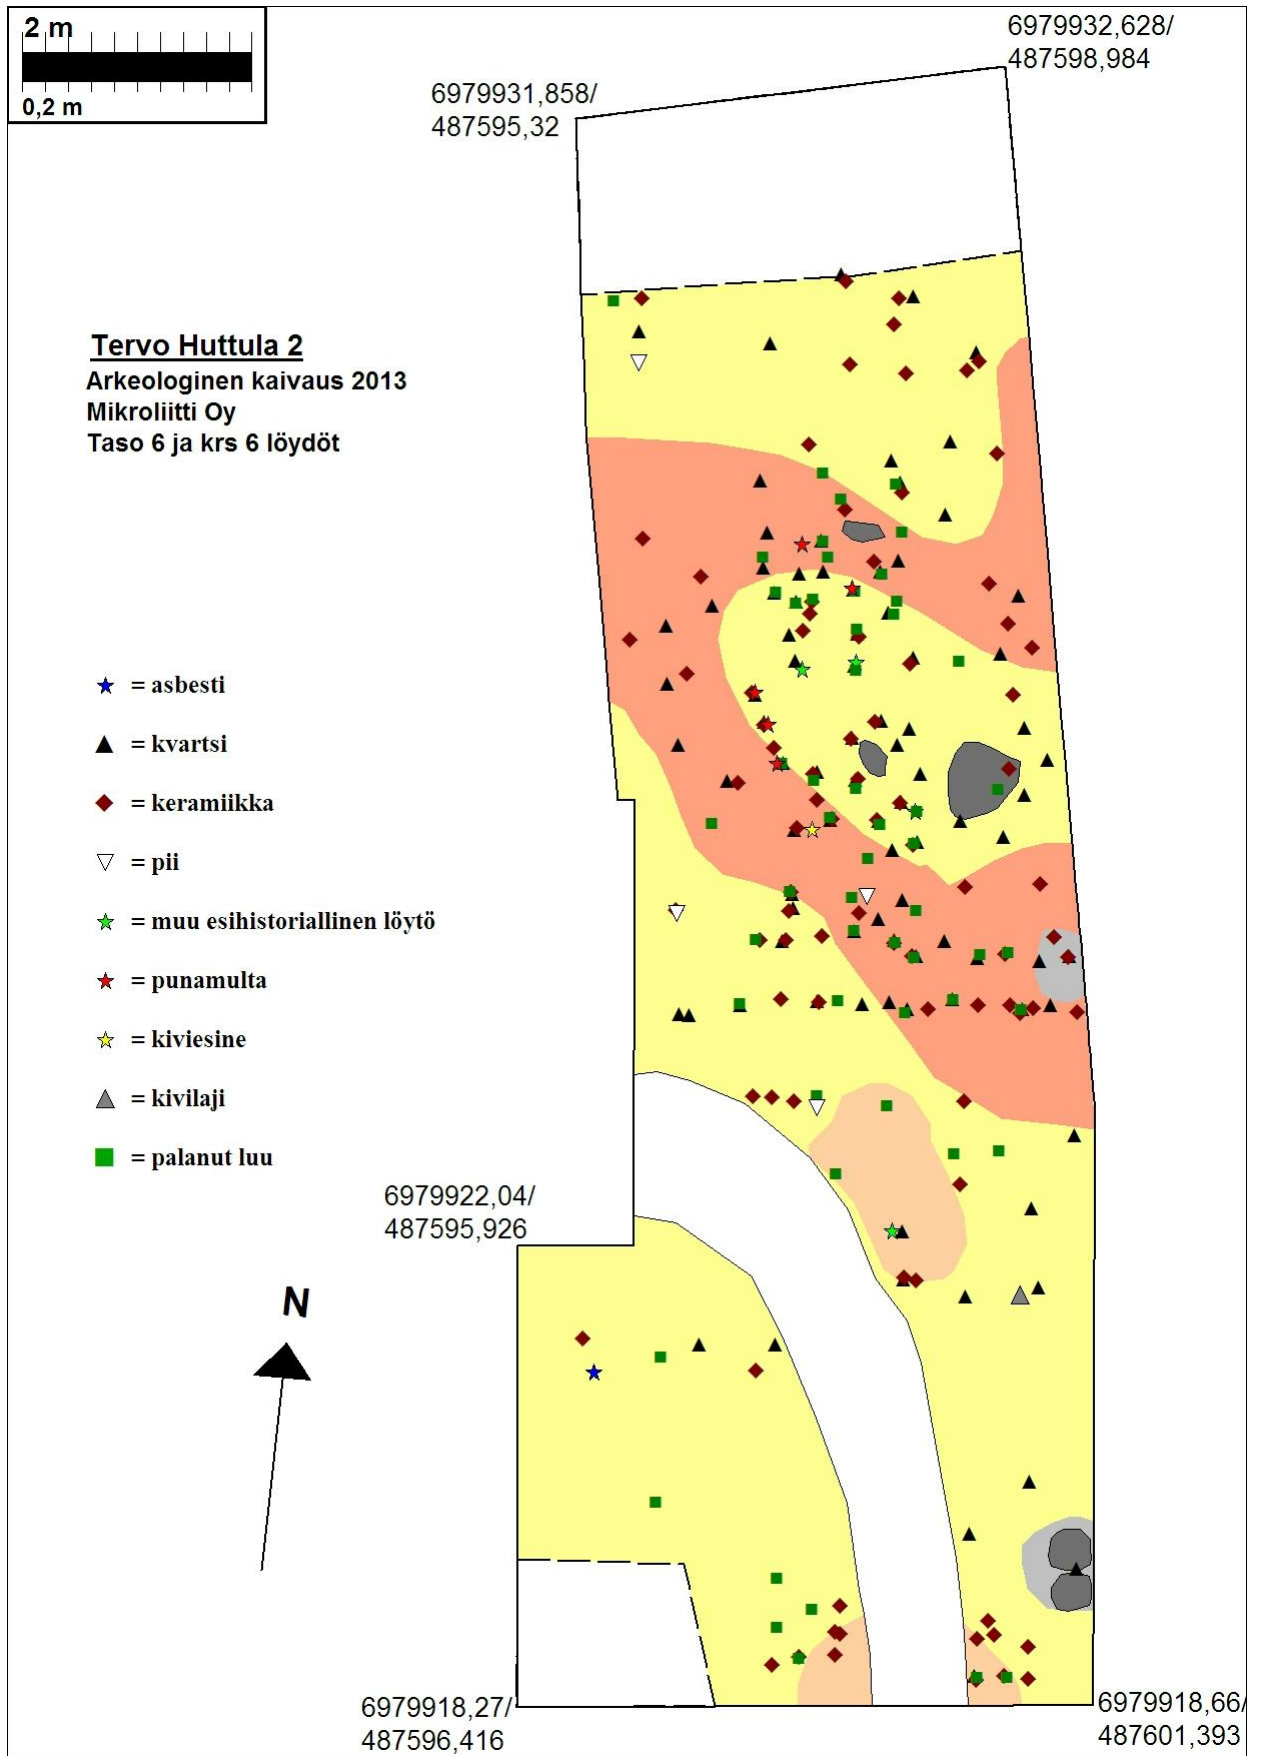 2 m
0,2 m
6979932,628/
487598,984
6979931,858/
487595,32
Tervo Huttula 2
Arkeologinen kaivaus 2013
Mikroliitti Oy
Taso 6 ja krs 6 löydöt
= asbesti
= kvartsi
= keramiikka
= pii
= muu esihistoriallinen löytö
= punamulta
= kiviesine
= kivilaji
= palanut luu
6979922,04/
487595,926
N
6979918,27/
487596,416
6979918,66/
487601,393